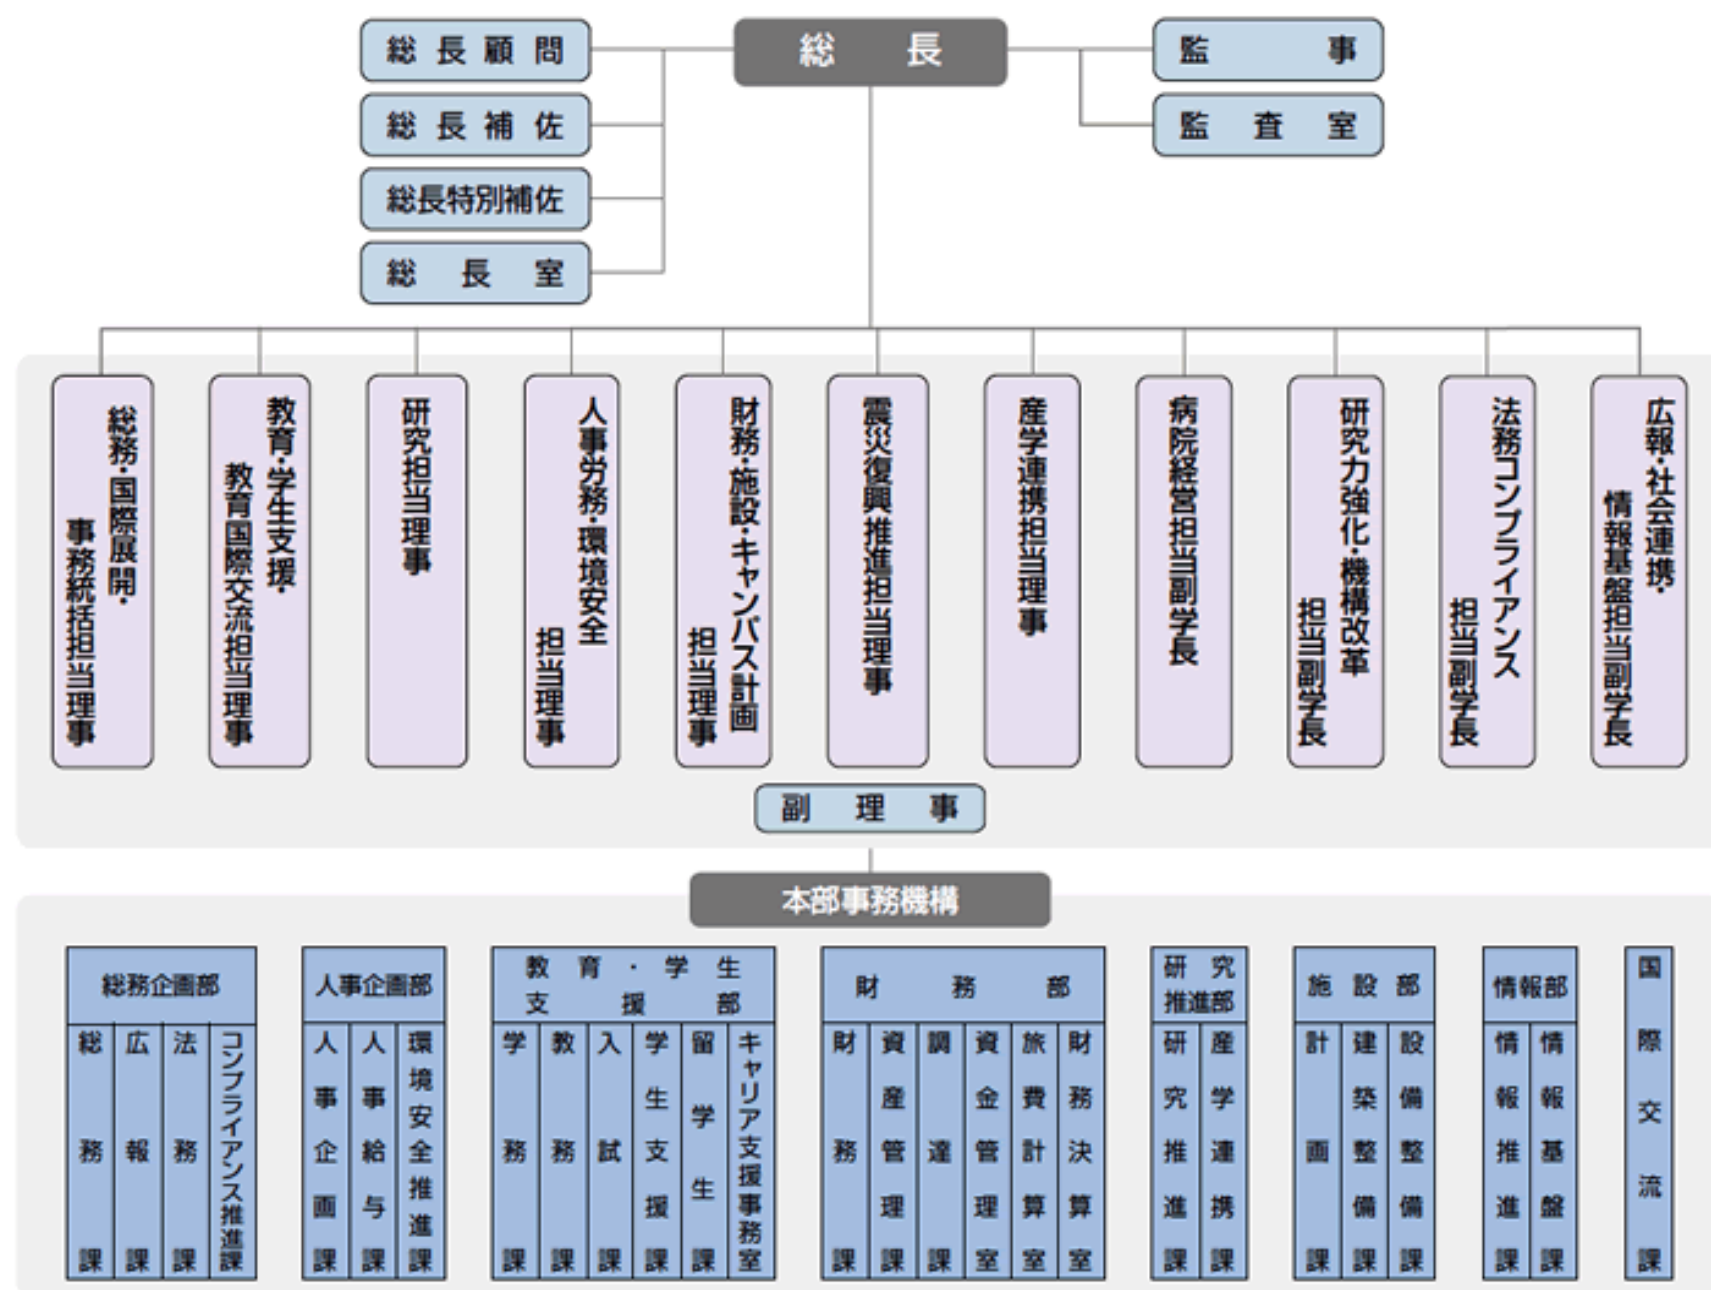 総長
総長顧問
総長補佐
総長特別補佐
総長室
監事
監査室
総務・国際展開・
事務統括担当理事
教育・学生支援・
教育国際交流担当理事
研究担当理事
人事労務・環境安全
担当理事
財務・施設・キャンパス計画
担当理事
震災復興推進担当理事
産学連携担当理事
病院経営担当副学長
研究力強化・機構改革
担当副学長
法務コンプライアンス
担当副学長
広報・社会連携・
情報基盤担当副学長
副理事
本部事務機構
総務企画部
総務課
広報課
法務課
コンプライアンス推進課
人事企画部
人事企画課
人事給与課
環境安全推進課
教育・学生
支援部
学務課
教務課
入試課
学生支援課
留学生課
キャリア支援事務室
財務部
財務課
資産管理課
調達課
資金管理室
旅費計算室
財務決算室
研究
推進部
研究推進課
産学連携課
施設部
計画課
建築整備課
設備整備課
情報部
情報推進課
情報基盤課
国際交流課